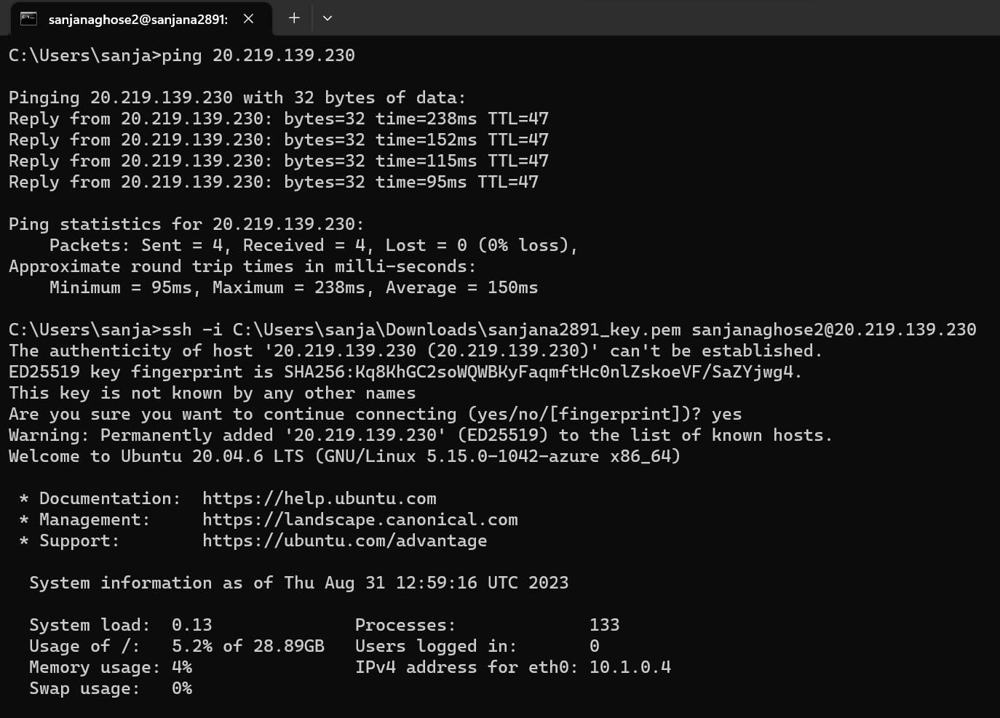 sanjanaghose2@sanjana2891:
C:\Users\sanja>ping 20.219.139.230
Pinging 20.219.139.230 with 32 bytes of data:
Reply from 20.219.139.230: bytes=32 time=238ms TTL=47
Reply from 20.219.139.230: bytes=32 time=152ms TTL=47
Reply from 20.219.139.230: bytes=32 time=115ms TTL=47
Reply from 20.219.139.230: bytes=32 time=95ms TTL=47
Ping statistics for 20.219.139.230:
    Packets: Sent = 4, Received = 4, Lost = 0 (0% loss),
Approximate round trip times in milli-seconds:
    Minimum = 95ms, Maximum = 238ms, Average = 150ms
C:\Users\sanja>ssh -i C:\Users\sanja\Downloads\sanjana2891_key.pem sanjanaghose2@20.219.139.230
The authenticity of host '20.219.139.230 (20.219.139.230)' can't be established.
ED25519 key fingerprint is SHA256:Kq8KhGC2soWQWBKyFaqmftHc0nlZskoeVF/SaZYjwg4.
This key is not known by any other names
Are you sure you want to continue connecting (yes/no/[fingerprint])? yes
Warning: Permanently added '20.219.139.230' (ED25519) to the list of known hosts.
Welcome to Ubuntu 20.04.6 LTS (GNU/Linux 5.15.0-1042-azure x86_64)
 * Documentation:  https://help.ubuntu.com
 * Management:     https://landscape.canonical.com
 * Support:        https://ubuntu.com/advantage
  System information as of Thu Aug 31 12:59:16 UTC 2023
  System load:  0.13              Processes:             133
  Usage of /:   5.2% of 28.89GB   Users logged in:       0
  Memory usage: 4%                IPv4 address for eth0: 10.1.0.4
  Swap usage:   0%